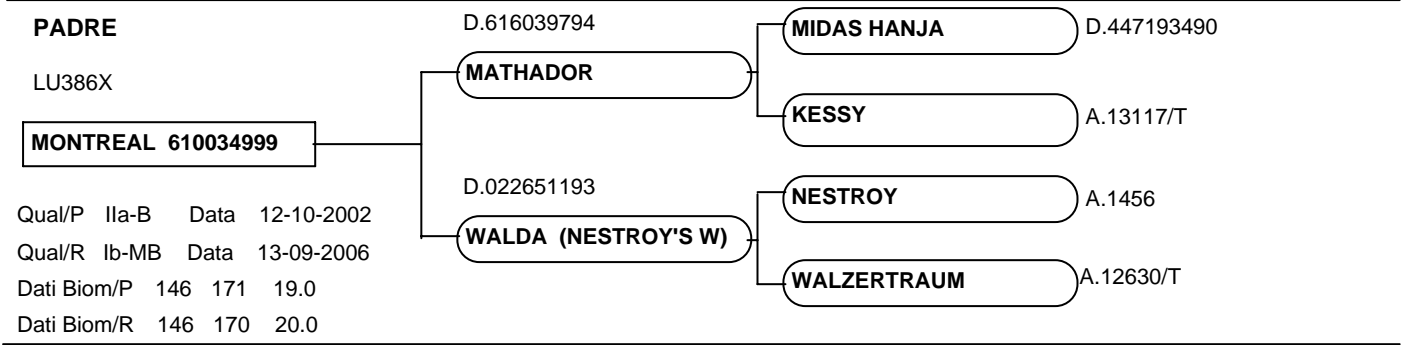 PADRE
LU386X
MONTREAL 610034999
Qual/P IIa-B Data 12-10-2002
Qual/R Ib-MB Data 13-09-2006
Dati Biom/P 146 171 19.0
Dati Biom/R 146 170 20.0
D.616039794
MATHADOR
D.022651193
WALDA (NESTROY'S W)
MIDAS HANJA D.447193490
KESSY A.13117/T
NESTROY A.1456
WALZERTRAUM A.12630/T